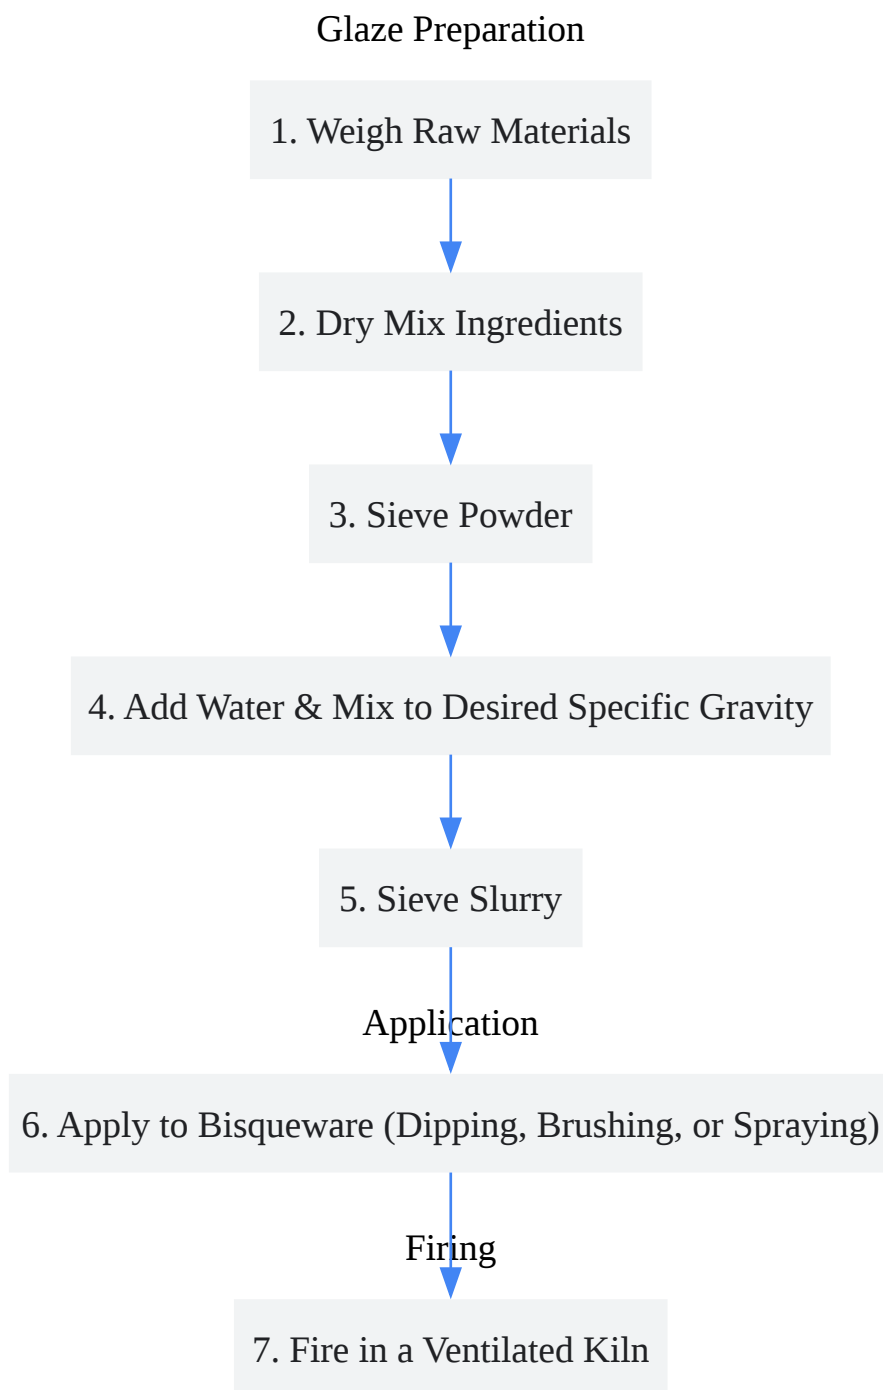 Glaze Preparation
1. Weigh Raw Materials
2. Dry Mix Ingredients
3. Sieve Powder
4. Add Water & Mix to Desired Specific Gravity
5. Sieve Slurry
Application
6. Apply to Bisqueware (Dipping, Brushing, or Spraying)
Firing
7. Fire in a Ventilated Kiln